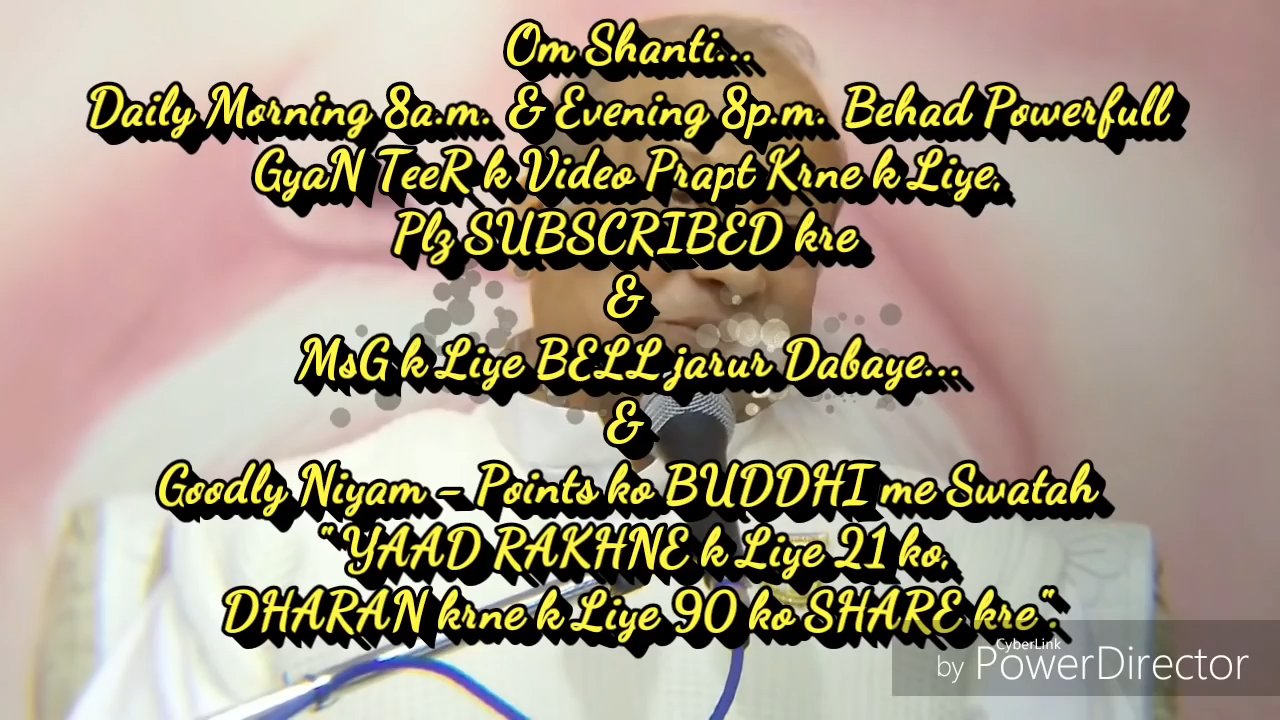 Om Shanti...
Daily Morning 8a.m. & Evening 8p.m. Behad Powerfull
GyaN TeeR k Video Prapt Krne k Liye.
Plz SUBSCRIBED kre
&
MsG k Liye BELL jarur Dabaye...
&
Goodly Niyam - Points ko BUDDHI me Swatah
"YAAD RAKHNE k Liye 21 ko.
DHARAN krne k Liye 90 ko SHARE kre".
CyberLink
by PowerDirector